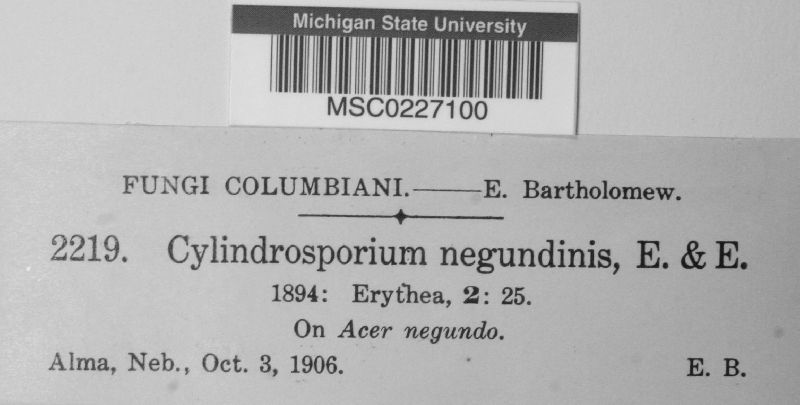 Michigan State University
MSC0227100
FUNGI COLUMBIANI.——E. Bartholomew.
2219. Cylindrosporium negundinis, E. & E.
1894: Erythea, 2: 25.
On Acer negundo.
Alma, Neb., Oct. 3, 1906. E. B.